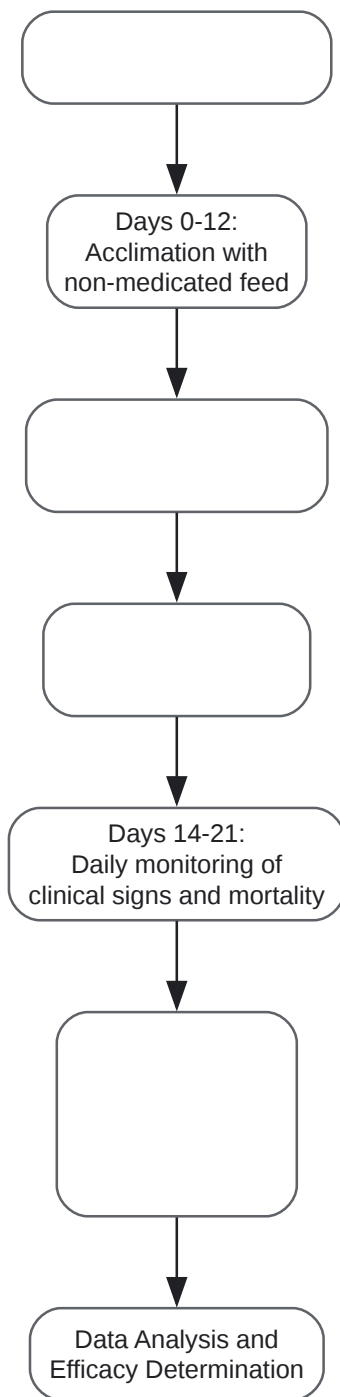 Days 0-12:
Acclimation with
non-medicated feed
Days 14-21:
Daily monitoring of
clinical signs and mortality
Data Analysis and
Efficacy Determination